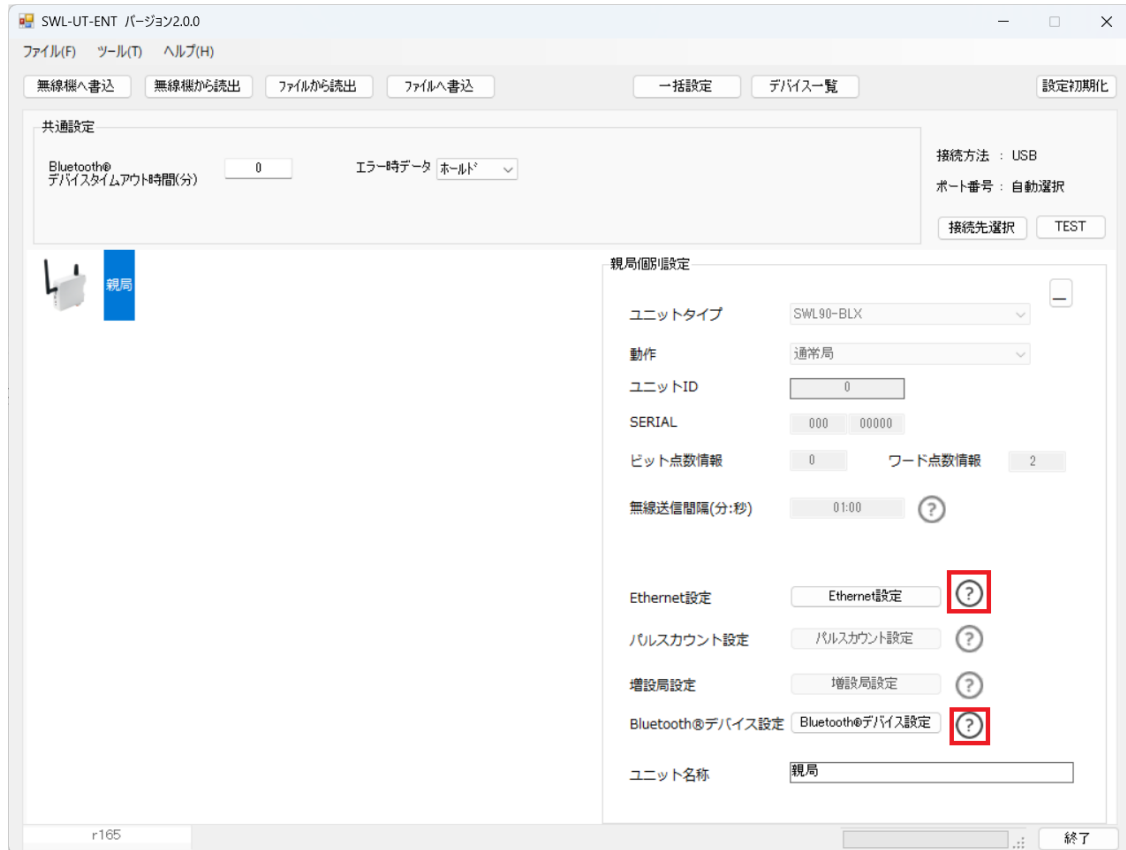 SWL-UT-ENT バージョン2.0.0
ファイル(F) ツール(T) ヘルプ(H)
無線機へ書込 無線機から読出 ファイルから読出 ファイルへ書込 一括設定 デバイス一覧 設定初期化
共通設定
Bluetooth®
デバイスタイムアウト時間(分) 0 エラー時データ ホールド
接続方法 : USB
ポート番号 : 自動選択
接続先選択 TEST
親局
親局個別設定
ユニットタイプ SWL90-BLX
動作 通常局
ユニットID 0
SERIAL 000 00000
ビット点数情報 0 ワード点数情報 2
無線送信間隔(分:秒) 01:00 ?
Ethernet設定 Ethernet設定 ?
パルスカウント設定 パルスカウント設定 ?
増設局設定 増設局設定 ?
Bluetooth®デバイス設定 Bluetooth®デバイス設定 ?
ユニット名称 親局
r165 終了